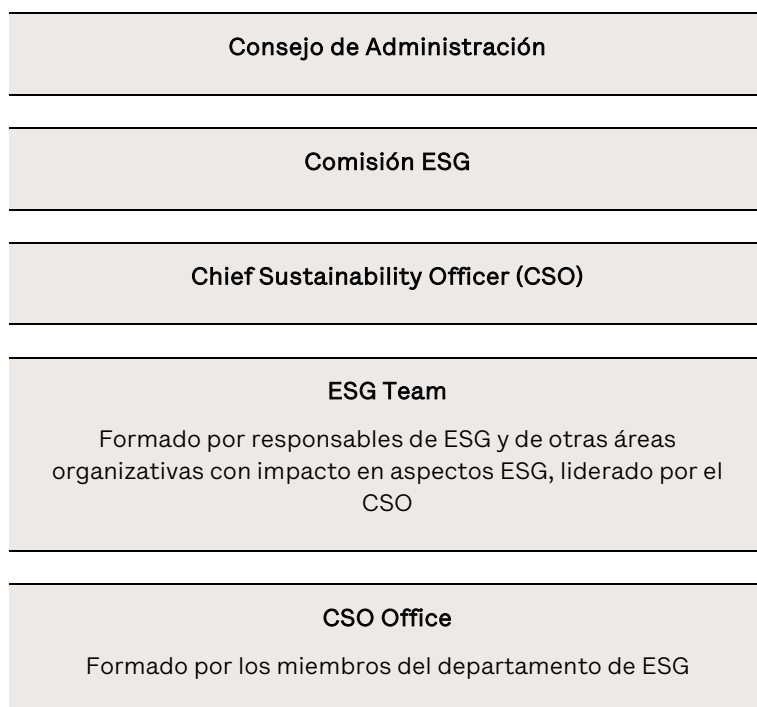 Consejo de Administración
Comisión ESG
Chief Sustainability Officer (CSO)
ESG Team
Formado por responsables de ESG y de otras áreas
organizativas con impacto en aspectos ESG, liderado por el
CSO
CSO Office
Formado por los miembros del departamento de ESG